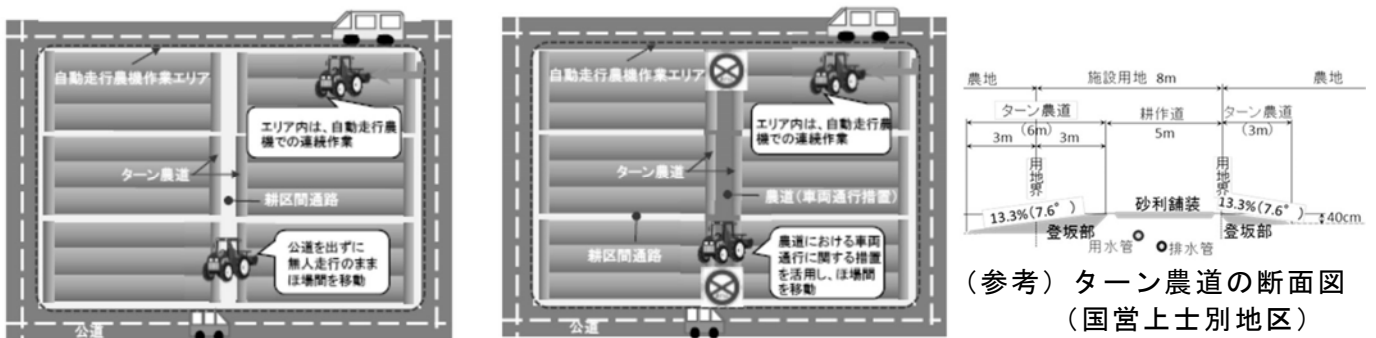 自動走行農機作業エリア
エリア内は、自動走行農
機での連続作業
ターン農道
耕区間通路
公道を出ずに
無人走行のまま
ほ場間を移動
公道
自動走行農機作業エリア
エリア内は、自動走行農
機での連続作業
ターン農道
農道(車両通行措置)
耕区間通路
農道における車両
通行に関する措置
を活用し、ほ場間
を移動
公道
農地
施設用地 8m
農地
ターン農道
(6m)
耕作道
5m
ターン農道
(3m)
3m
3m
用地界
用地界
13.3%(7.6°)
砂利舗装
13.3%(7.6°)
40cm
登坂部
登坂部
用水管
排水管
(参考)ターン農道の断面図
(国営上士別地区)